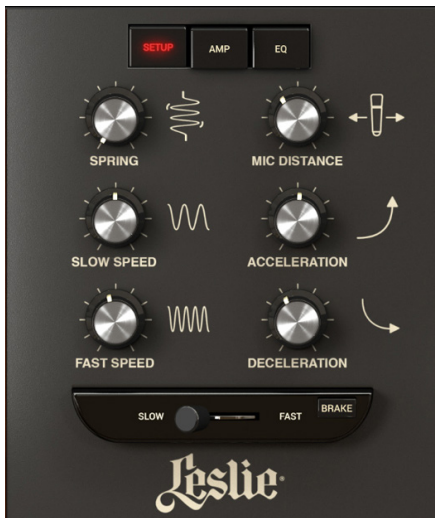 SETUP AMP EQ
SPRING MIC DISTANCE
SLOW SPEED ACCELERATION
FAST SPEED DECELERATION
SLOW FAST BRAKE
Leslie